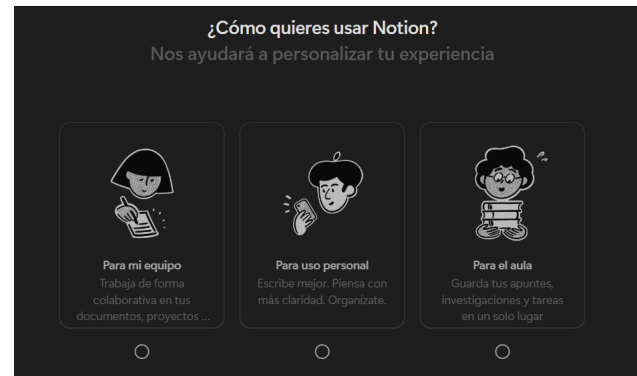 ¿Cómo quieres usar Notion?
Nos ayudará a personalizar tu experiencia
Para mi equipo
Trabaja de forma
colaborativa en tus
documentos, proyectos ...
Para uso personal
Escribe mejor. Piensa con
más claridad. Organízate.
Para el aula
Guarda tus apuntes,
investigaciones y tareas
en un solo lugar